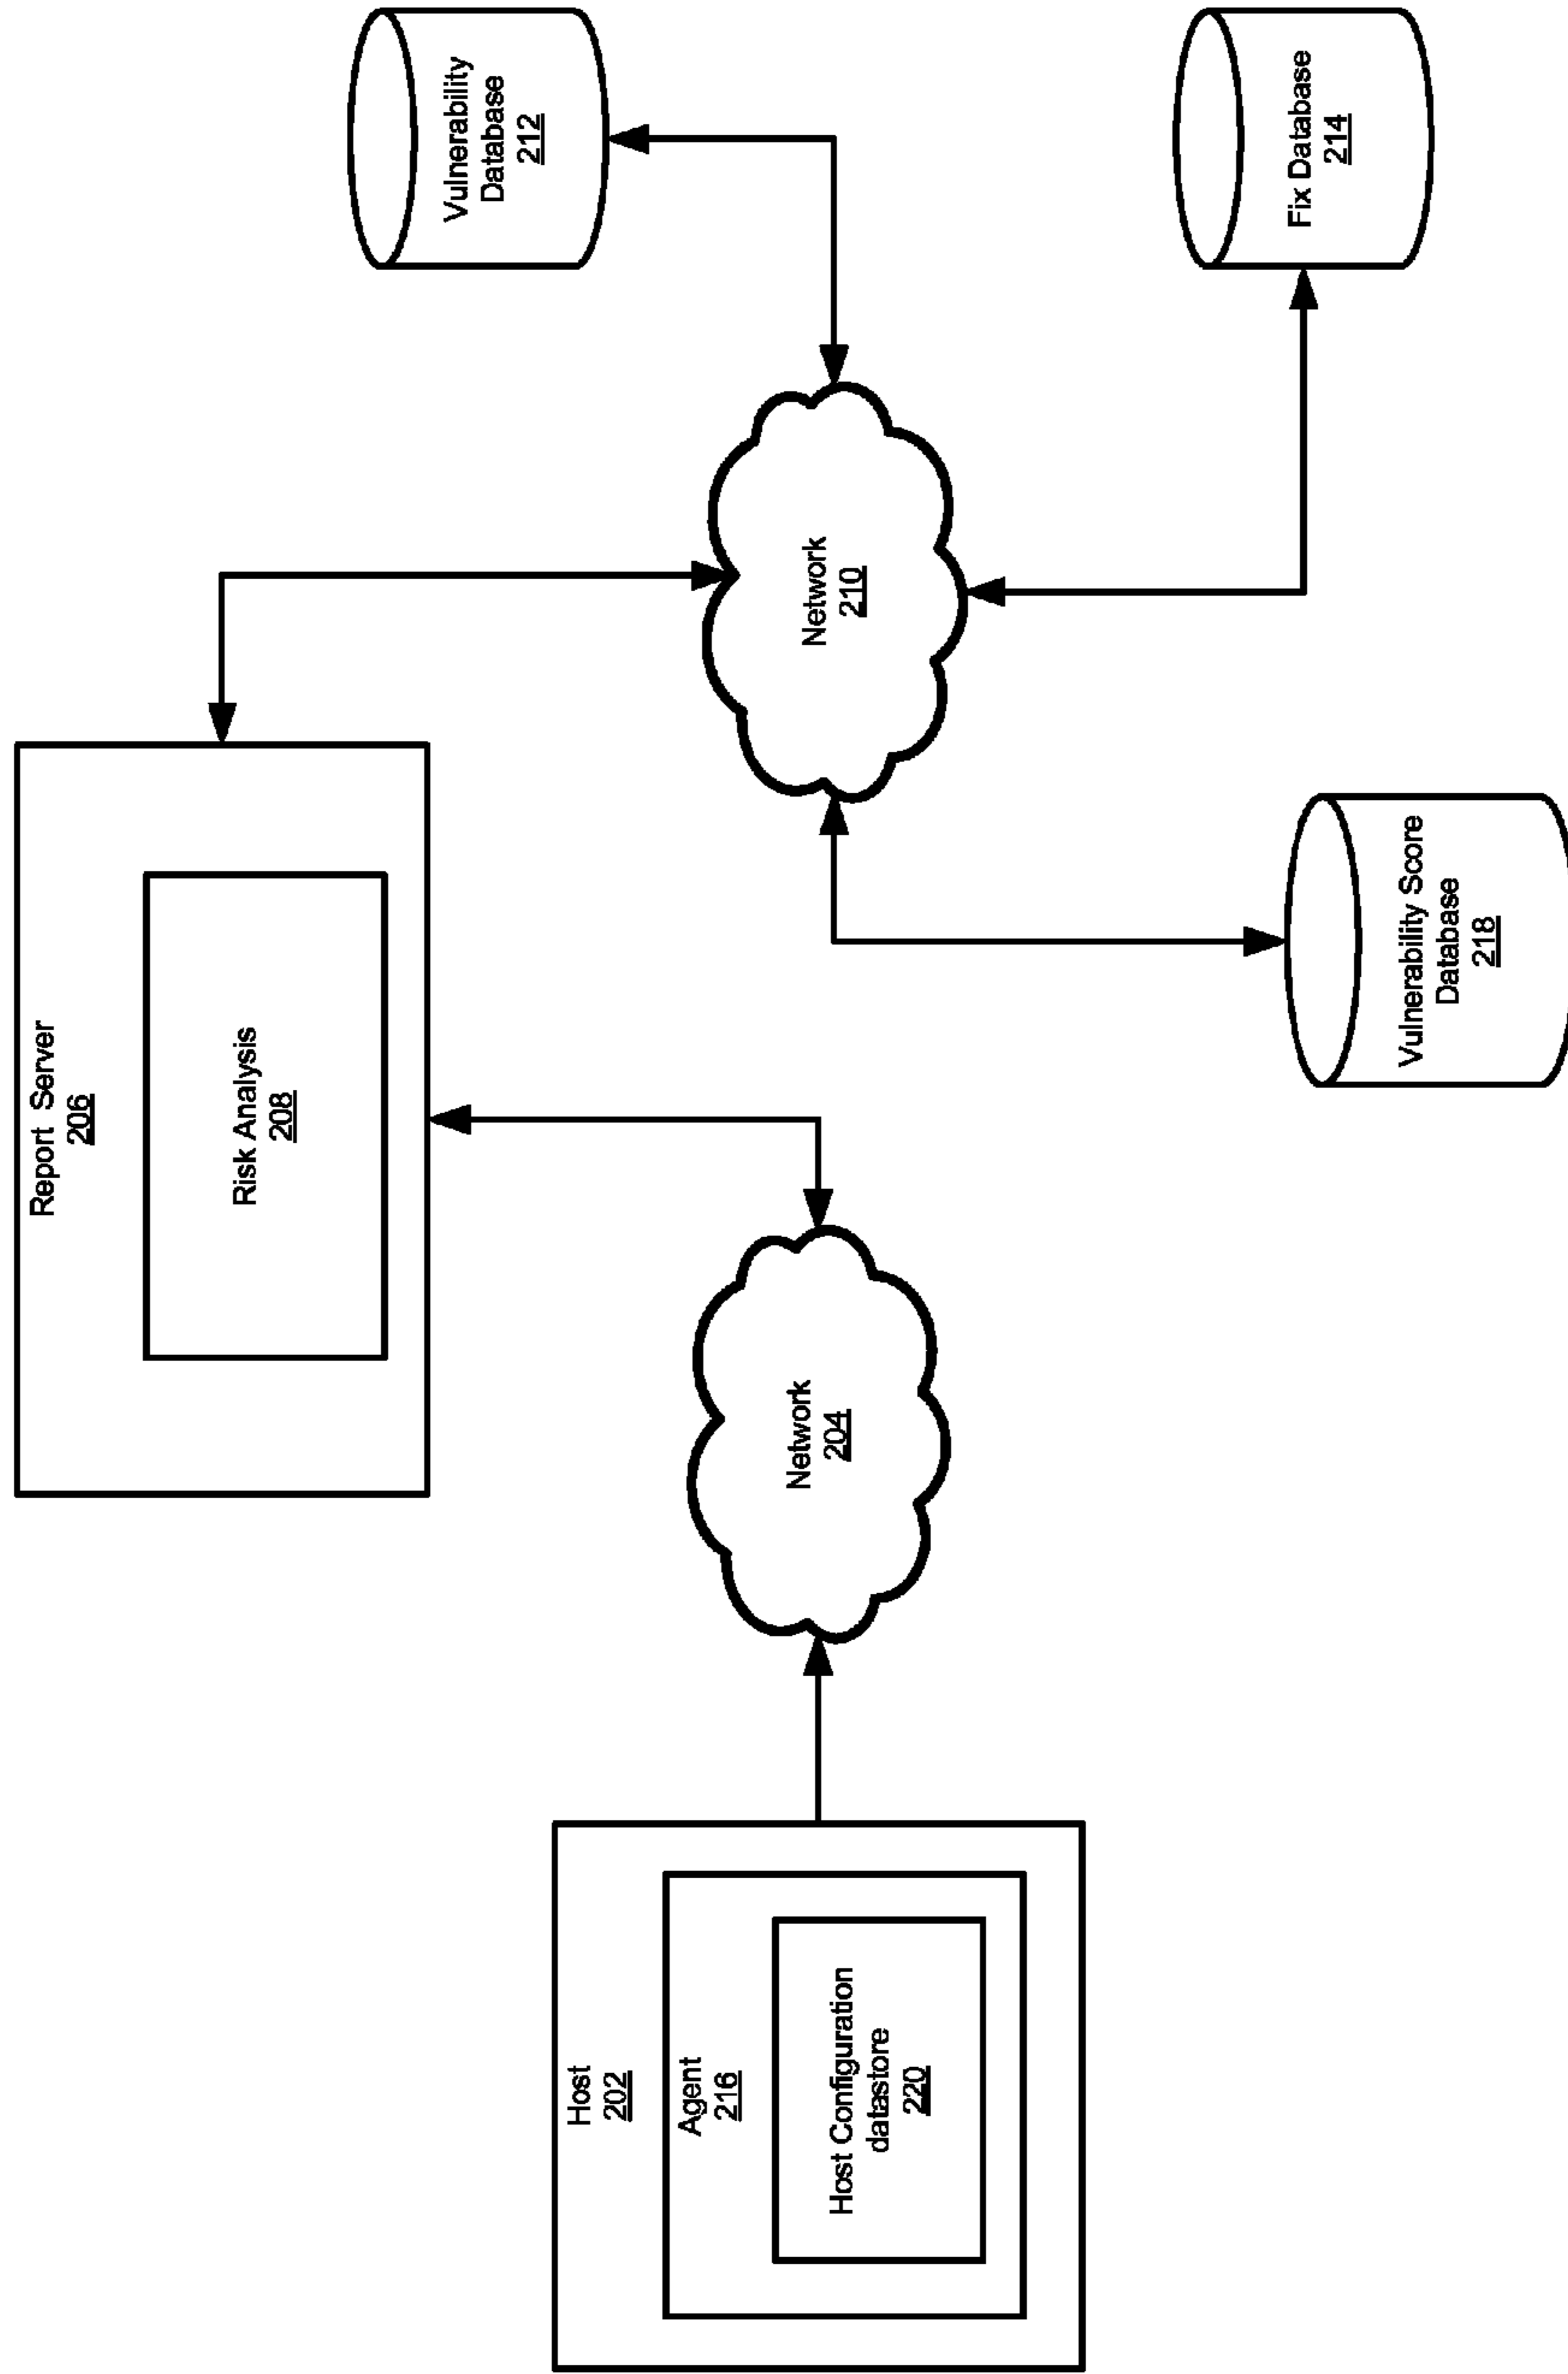 Report Server
206
Risk Analysis
208
Vulnerability
Database
212
Host
202
Agent
216
Host Configuration
datastore
220
Network
204
Network
210
Vulnerability Score
Database
218
Fix Database
214